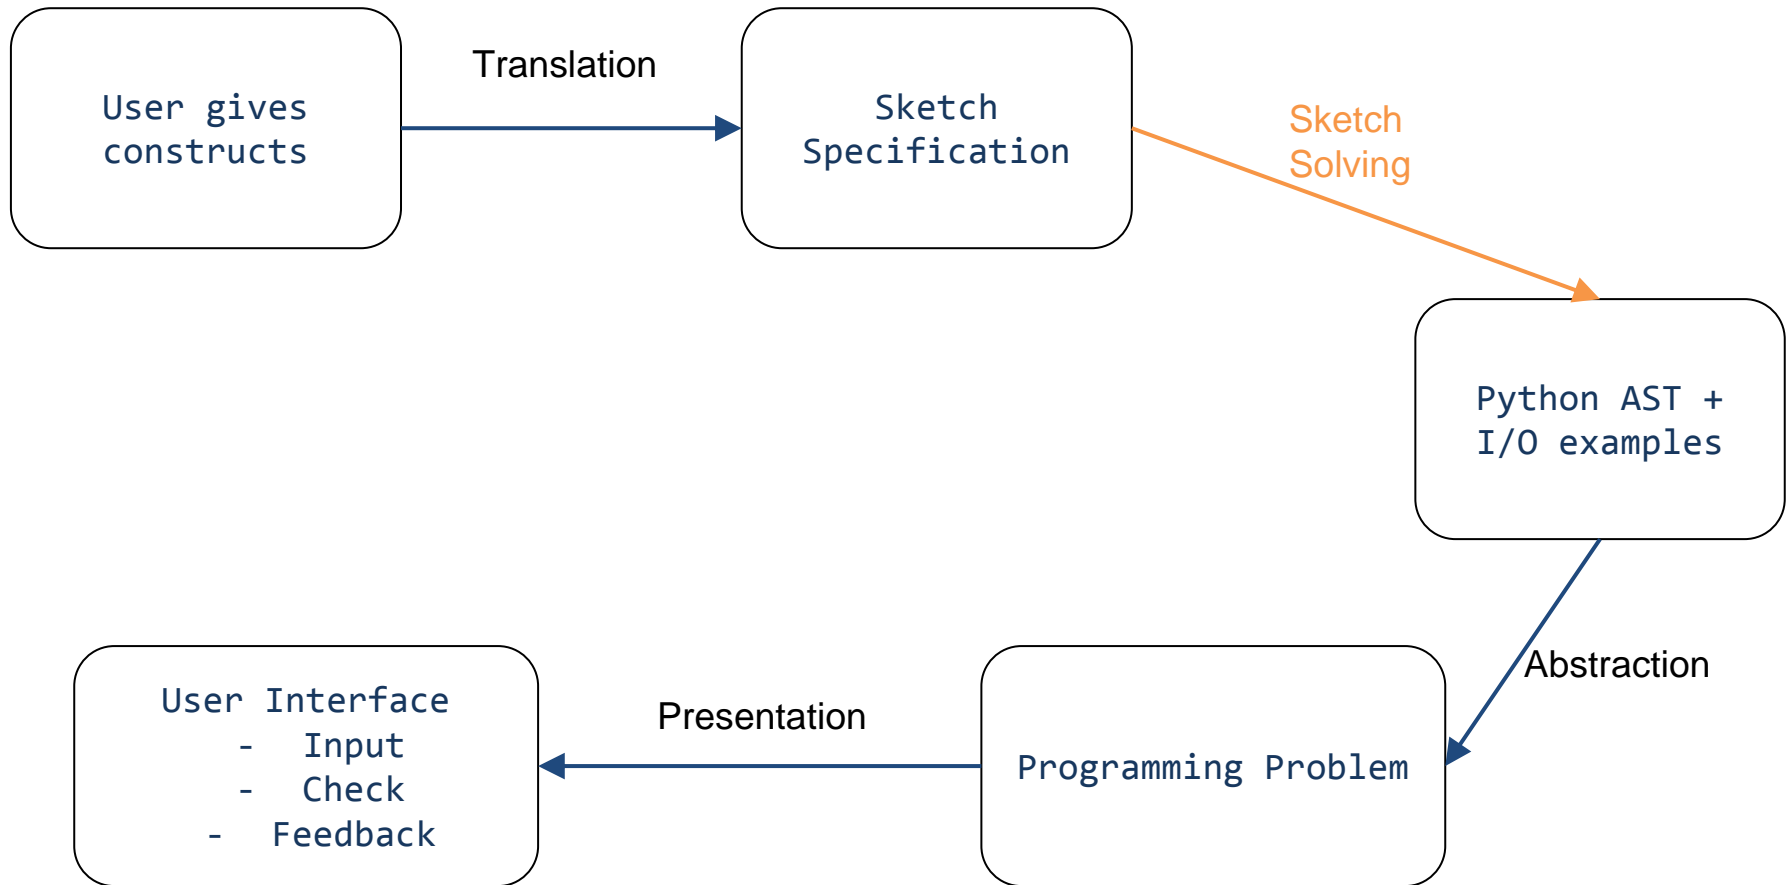 User gives
constructs
Translation
Sketch
Specification
Sketch
Solving
Python AST +
I/O examples
Abstraction
Programming Problem
Presentation
User Interface
- Input
- Check
- Feedback